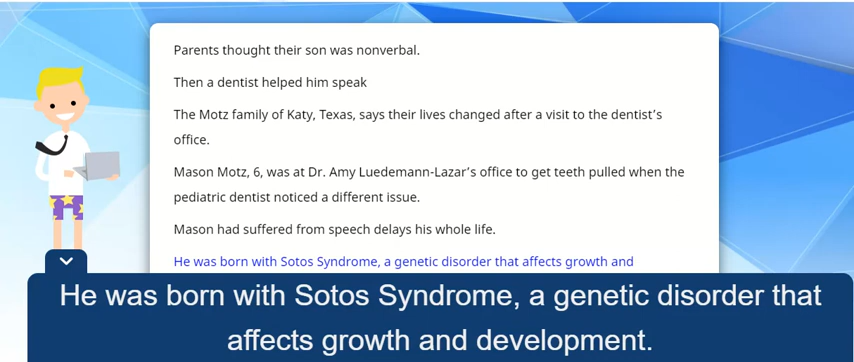 Parents thought their son was nonverbal.
Then a dentist helped him speak
The Motz family of Katy, Texas, says their lives changed after a visit to the dentist's
office.
Mason Motz, 6, was at Dr. Amy Luedemann-Lazar's office to get teeth pulled when the
pediatric dentist noticed a different issue.
Mason had suffered from speech delays his whole life.
He was born with Sotos Syndrome, a genetic disorder that affects growth and
He was born with Sotos Syndrome, a genetic disorder that
affects growth and development.